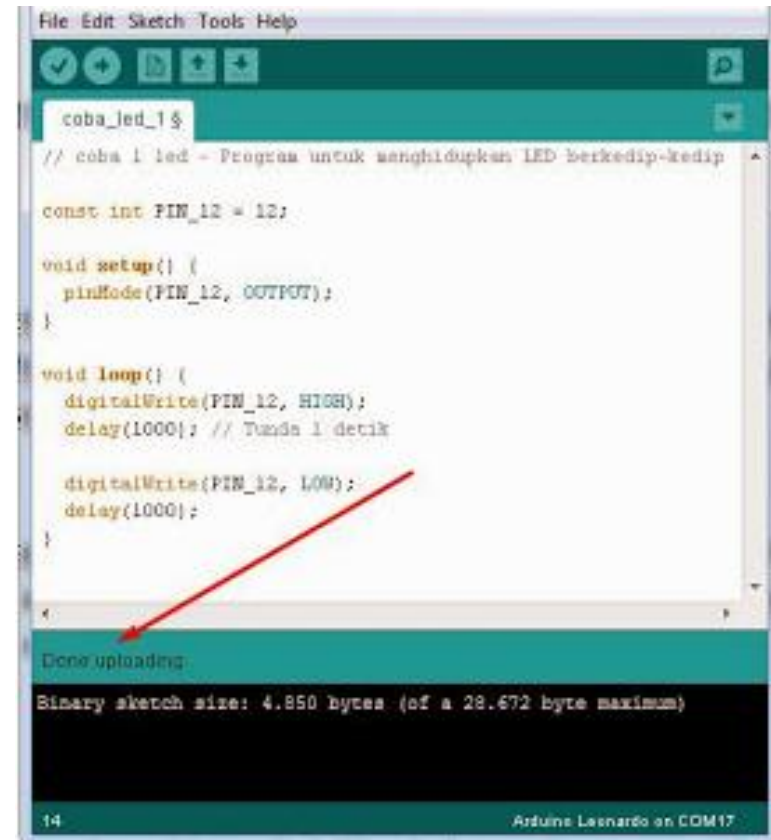 File Edit Sketch Tools Help
coba_led_1 §
// coba 1 led - Program untuk menghidupkan LED berkedip-kedip
const int PIN_12 = 12;
void setup() {
pinMode(PIN_12, OUTPUT);
}
void loop() {
digitalWrite(PIN_12, HIGH);
delay(1000); // Tunda 1 detik
digitalWrite(PIN_12, LOW);
delay(1000);
}
Done uploading.
Binary sketch size: 4.850 bytes (of a 28.672 byte maximum)
14
Arduino Leonardo on COM17